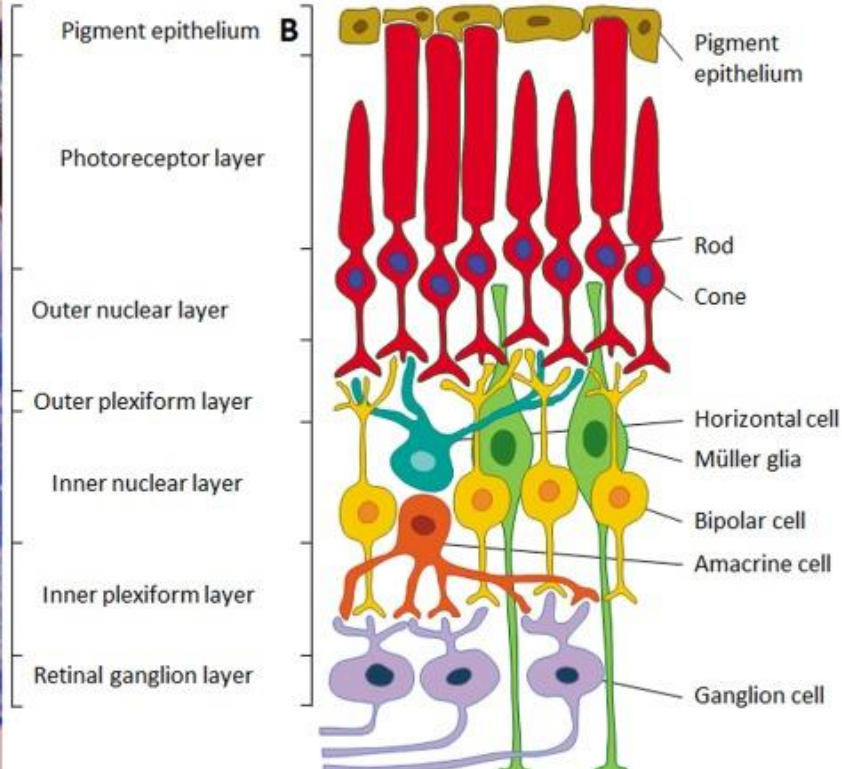 Pigment epithelium
B
Photoreceptor layer
Outer nuclear layer
Outer plexiform layer
Inner nuclear layer
Inner plexiform layer
Retinal ganglion layer
Pigment
epithelium
Rod
Cone
Horizontal cell
Müller glia
Bipolar cell
Amacrine cell
Ganglion cell